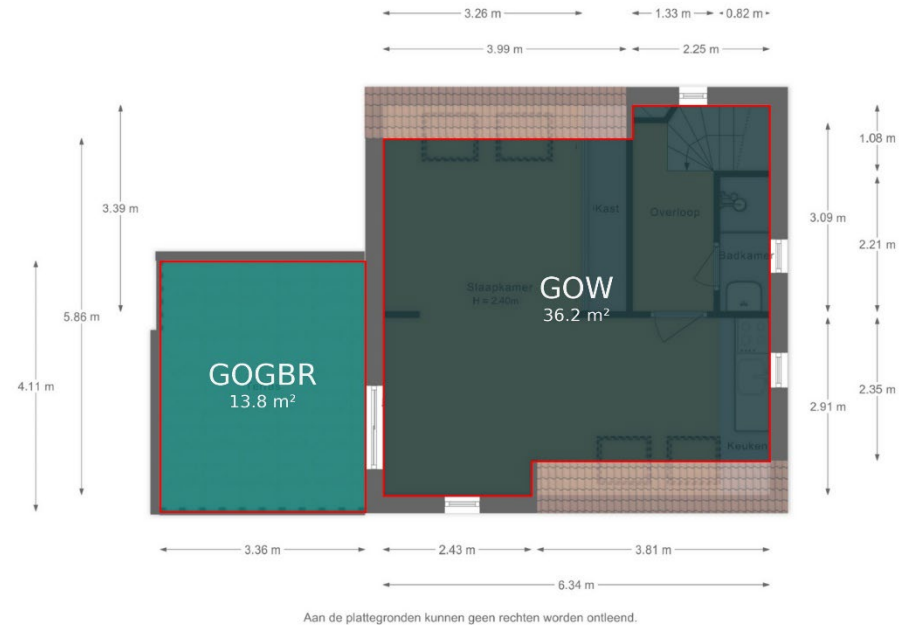 3.26 m
1.33 m
0.82 m
3.99 m
2.25 m
1.08 m
3.39 m
3.09 m
Kast
Overloop
2.21 m
Badkamer
Slaapkamer
H = 2.40m
GOW
36.2 m²
5.86 m
4.11 m
GOGBR
13.8 m²
2.35 m
2.91 m
Keuken
3.36 m
2.43 m
3.81 m
6.34 m
Aan de plattegronden kunnen geen rechten worden ontleend.